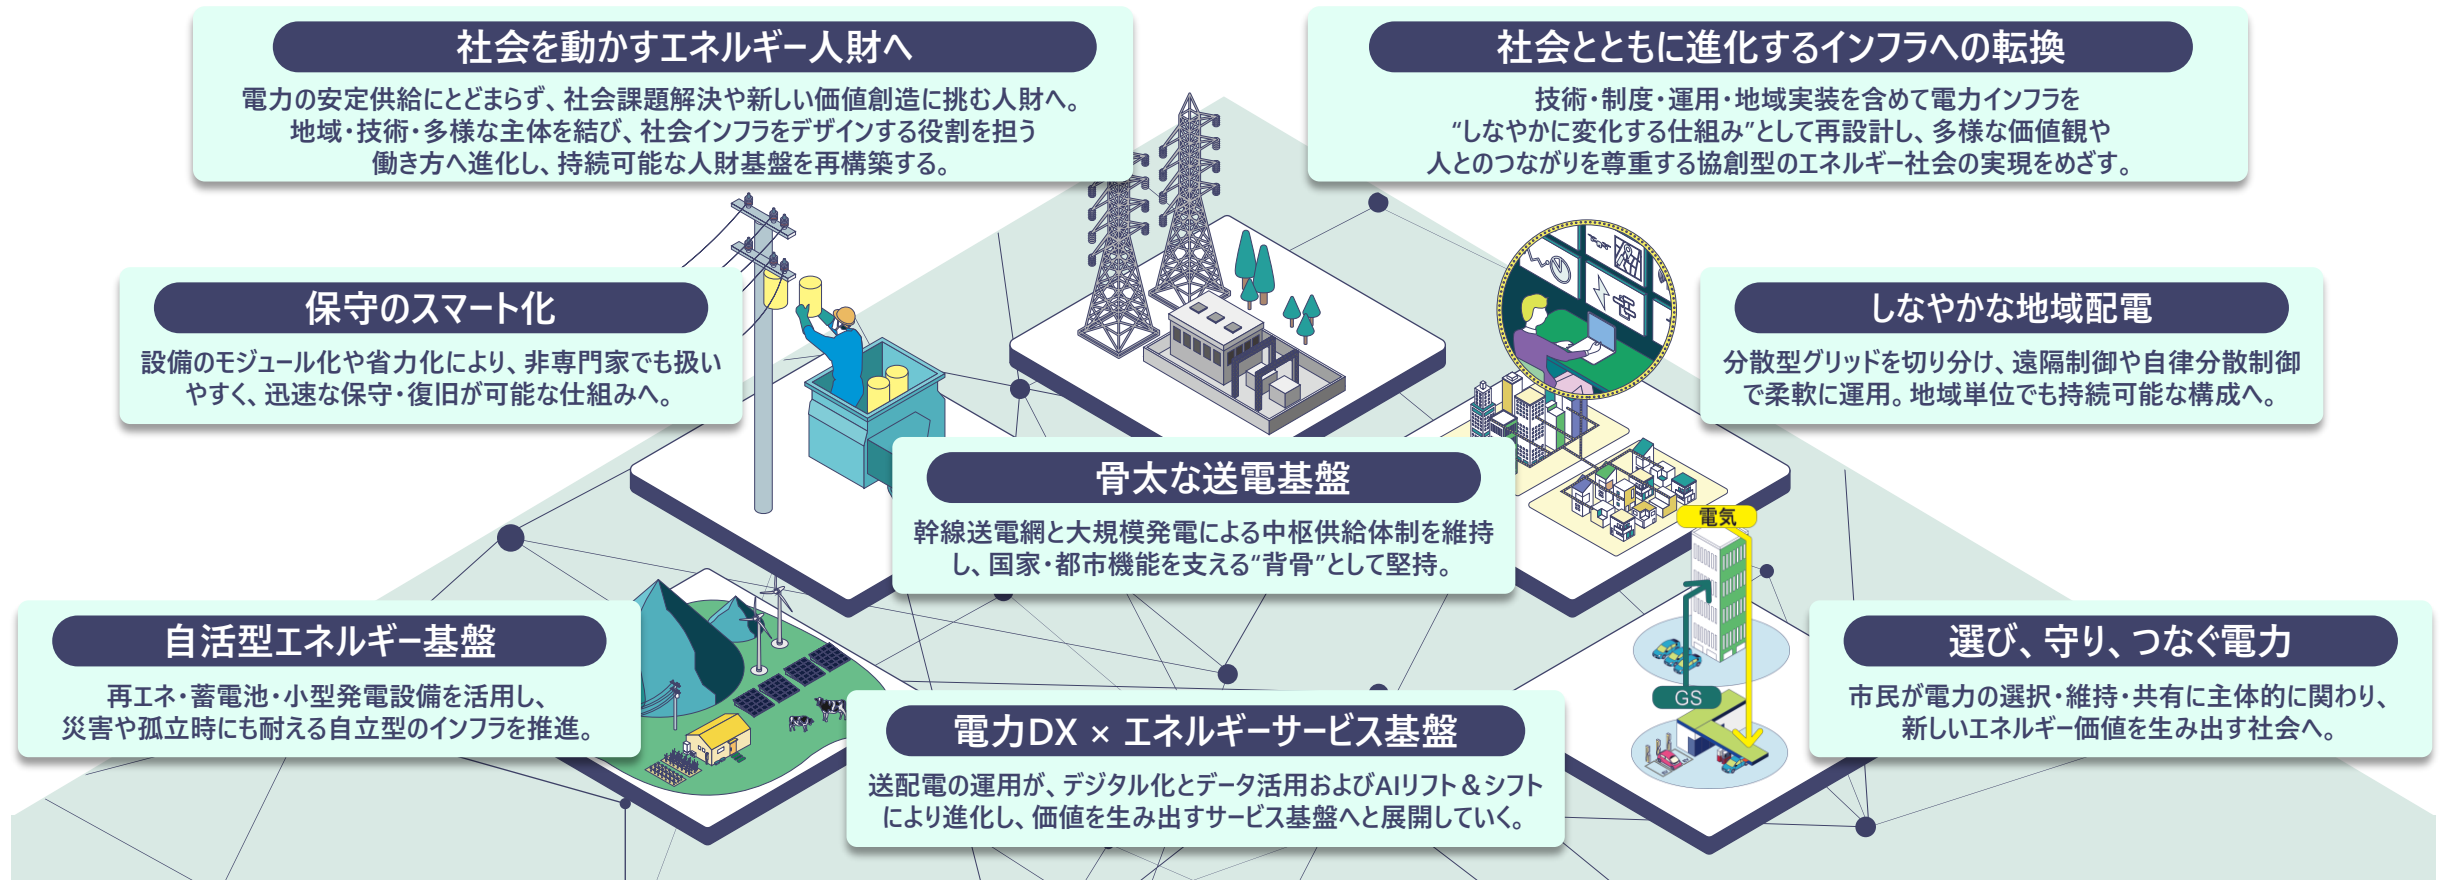 社会を動かすエネルギー人財へ
電力の安定供給にとどまらず、社会課題解決や新しい価値創造に挑む人財へ。
地域・技術・多様な主体を結び、社会インフラをデザインする役割を担う
働き方へ進化し、持続可能な人財基盤を再構築する。
社会とともに進化するインフラへの転換
技術・制度・運用・地域実装を含めて電力インフラを
“しなやかに変化する仕組み”として再設計し、多様な価値観や
人とのつながりを尊重する協創型のエネルギー社会の実現をめざす。
保守のスマート化
設備のモジュール化や省力化により、非専門家でも扱い
やすく、迅速な保守・復旧が可能な仕組みへ。
しなやかな地域配電
分散型グリッドを切り分け、遠隔制御や自律分散制御
で柔軟に運用。地域単位でも持続可能な構成へ。
骨太な送電基盤
幹線送電網と大規模発電による中枢供給体制を維持
し、国家・都市機能を支える“背骨”として堅持。
電気
GS
自活型エネルギー基盤
再エネ・蓄電池・小型発電設備を活用し、
災害や孤立時にも耐える自立型のインフラを推進。
電力DX × エネルギーサービス基盤
送配電の運用が、デジタル化とデータ活用およびAIリフト＆シフト
により進化し、価値を生み出すサービス基盤へと展開していく。
選び、守り、つなぐ電力
市民が電力の選択・維持・共有に主体的に関わり、
新しいエネルギー価値を生み出す社会へ。